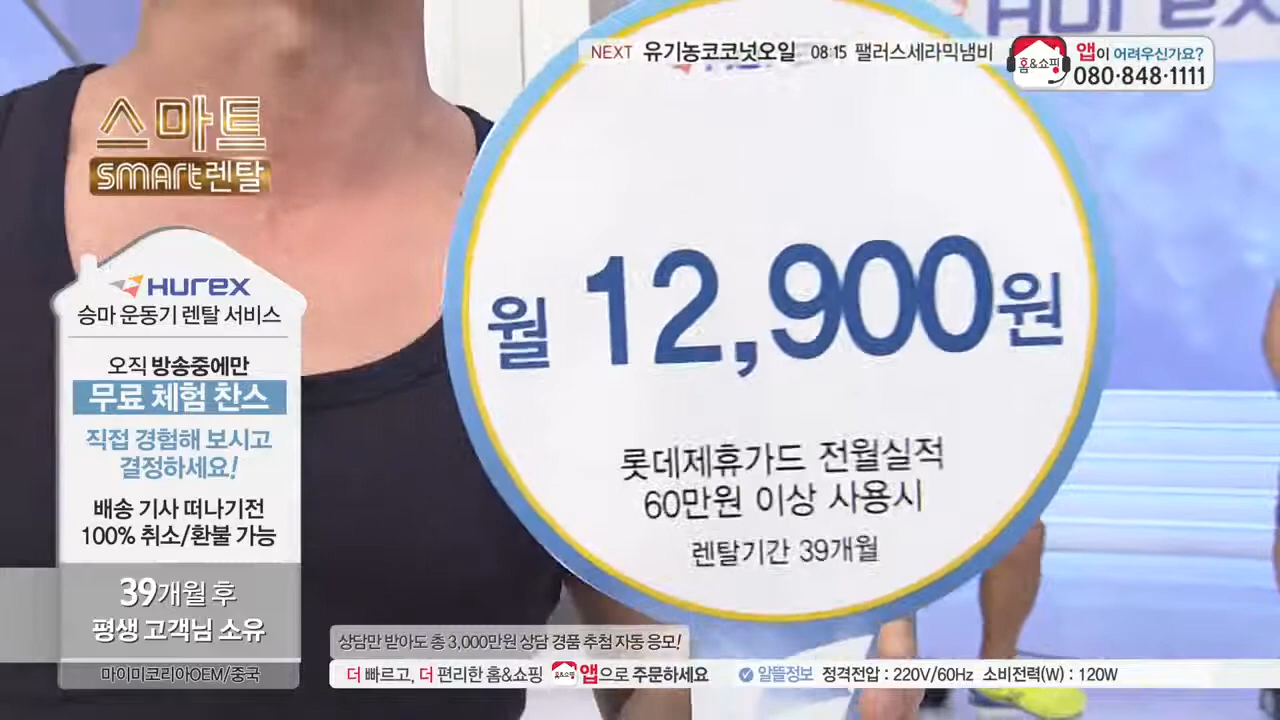 HUrex
NEXT 유기농코코넛오일 08:15 팰러스세라믹냄비
홈&쇼핑
앱이 어려우신가요?
080·848·1111
스마트
smart렌탈
HUrex
승마 운동기 렌탈 서비스
오직 방송중에만
무료 체험 찬스
직접 경험해 보시고
결정하세요!
배송 기사 떠나기전
100% 취소/환불 가능
39개월 후
평생 고객님 소유
마이미코리아OEM/중국
월 12,900원
롯데제휴카드 전월실적
60만원 이상 사용시
렌탈기간 39개월
상담만 받아도 총 3,000만원 상담 경품 추첨 자동 응모!
더 빠르고, 더 편리한 홈&쇼핑 홈&쇼핑 앱으로 주문하세요
알뜰정보 정격전압 : 220V/60Hz 소비전력(W) : 120W